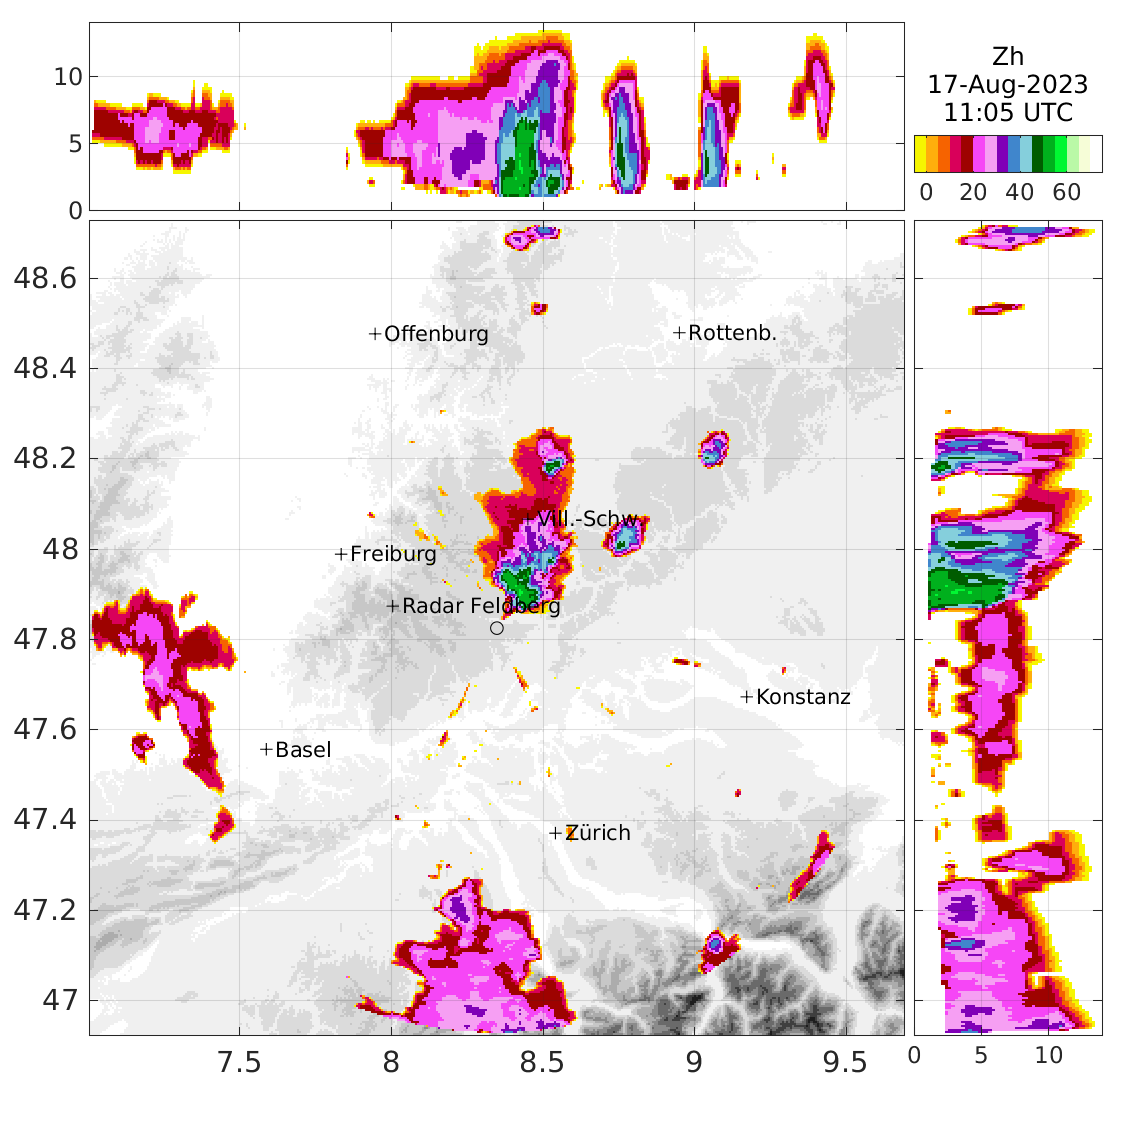 Zh
17-Aug-2023
11:05 UTC
0 20 40 60
10
5
0
48.6
48.4
48.2
48
47.8
47.6
47.4
47.2
47
+Offenburg
+Rottenb.
+Vill.-Schw.
+Freiburg
+Radar Feldberg
+Konstanz
+Basel
+Zürich
7.5 8 8.5 9 9.5
0 5 10